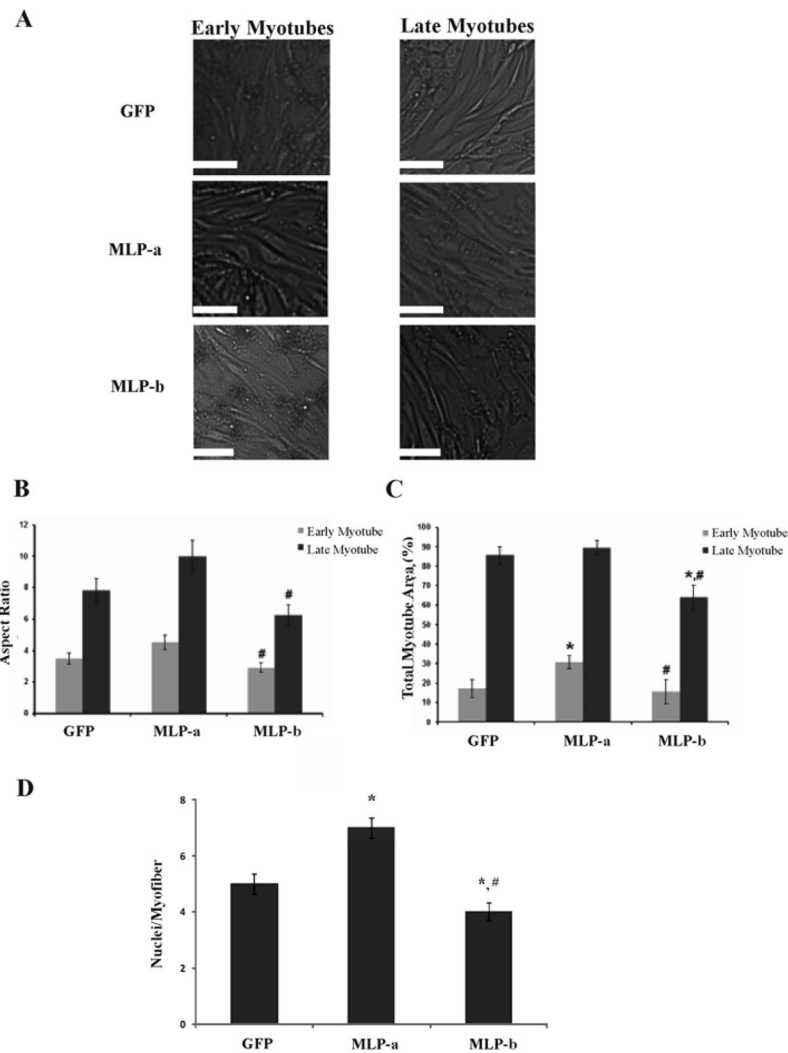 A
Early Myotubes Late Myotubes
GFP
MLP-a
MLP-b
B
Aspect Ratio
12
10
8
6
4
2
0
Early Myotube
Late Myotube
#
#
GFP MLP-a MLP-b
C
Total Myotube Area,(%)
100
90
80
70
60
50
40
30
20
10
0
Early Myotube
Late Myotube
*
*,#
#
GFP MLP-a MLP-b
D
Nuclei/Myofiber
8
6
4
2
0
*
*,#
GFP MLP-a MLP-b